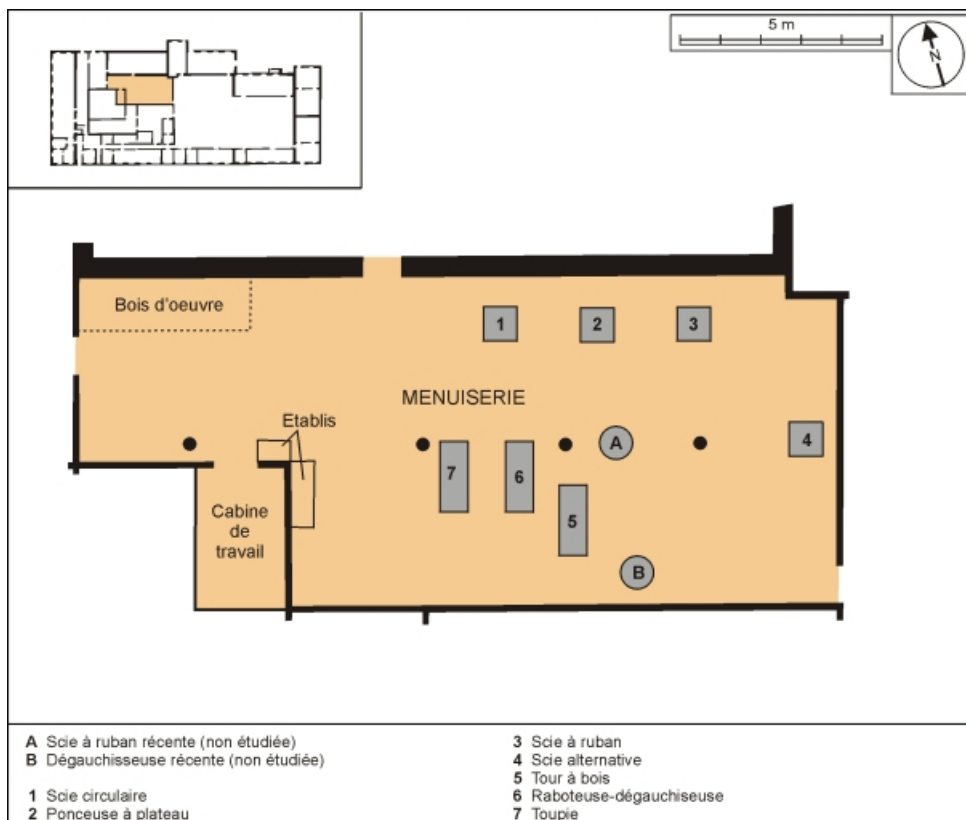 5 m
N
Bois d'oeuvre
1
2
3
MENUISERIE
Etablis
A
4
7
6
5
Cabine
de
travail
B
A Scie à ruban récente (non étudiée)
B Dégauchisseuse récente (non étudiée)
1 Scie circulaire
2 Ponceuse à plateau
3 Scie à ruban
4 Scie alternative
5 Tour à bois
6 Raboteuse-dégauchiseuse
7 Toupie